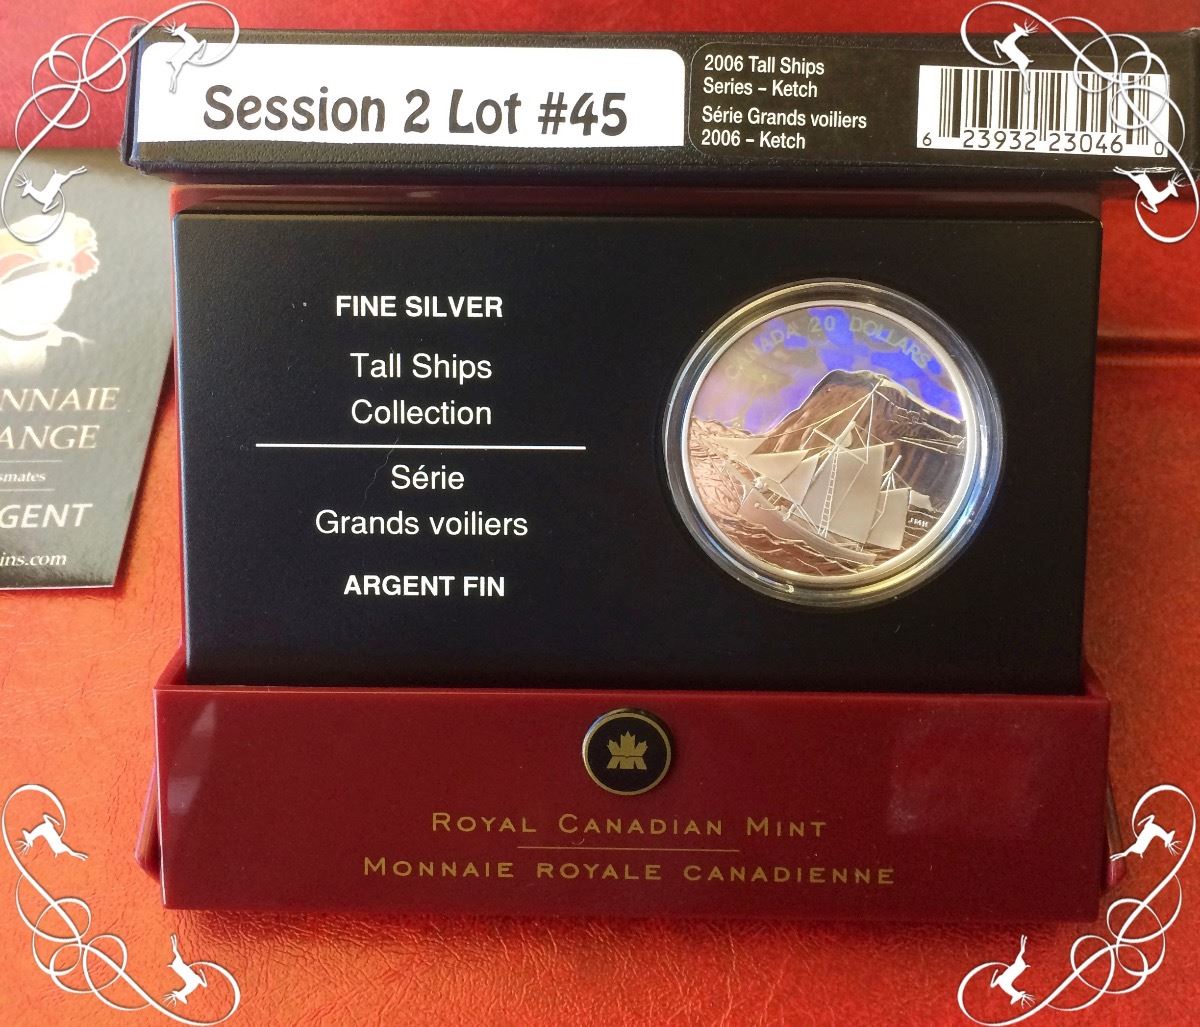 Session 2 Lot #45
2006 Tall Ships
Series – Ketch
Série Grands voiliers
2006 – Ketch
6 23932 23046 0
FINE SILVER
Tall Ships
Collection
Série
Grands voiliers
ARGENT FIN
CANADA 20 DOLLARS
JMH
ROYAL CANADIAN MINT
MONNAIE ROYALE CANADIENNE
NNAIE
ANGE
smates
GENT
ins.com